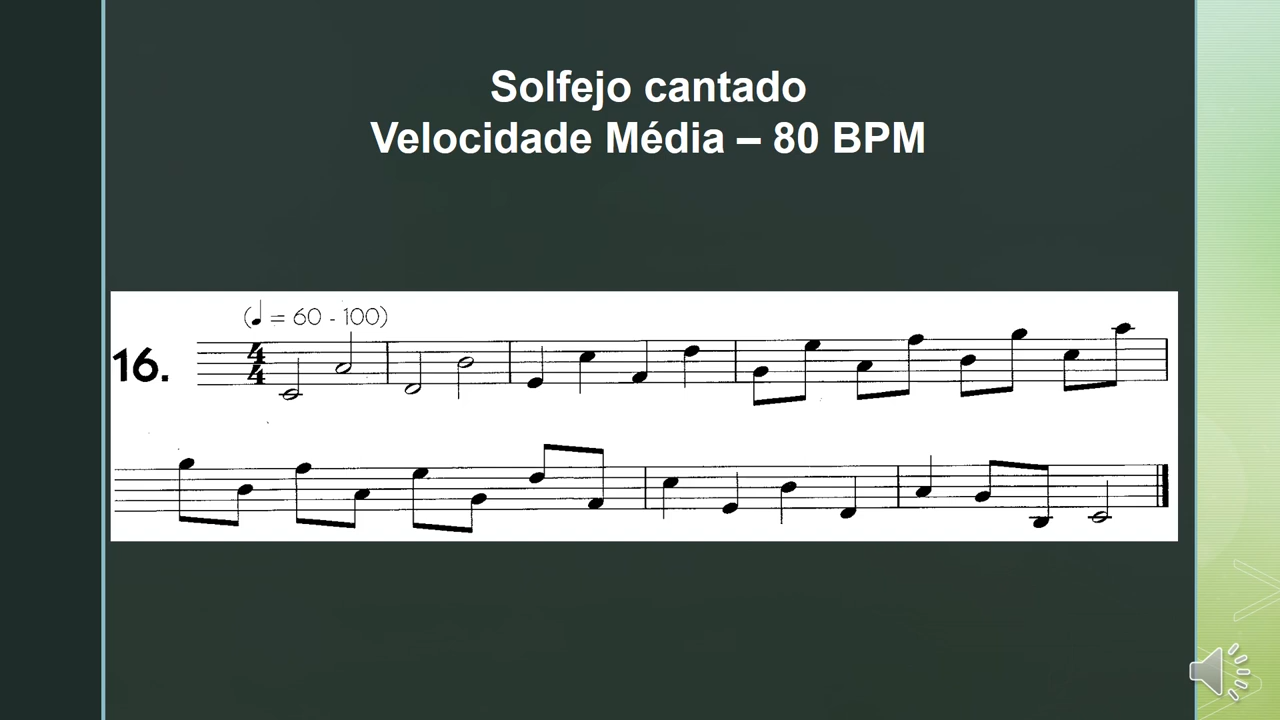 Solfejo cantado
Velocidade Média – 80 BPM
(♩ = 60 - 100)
16.
4
4